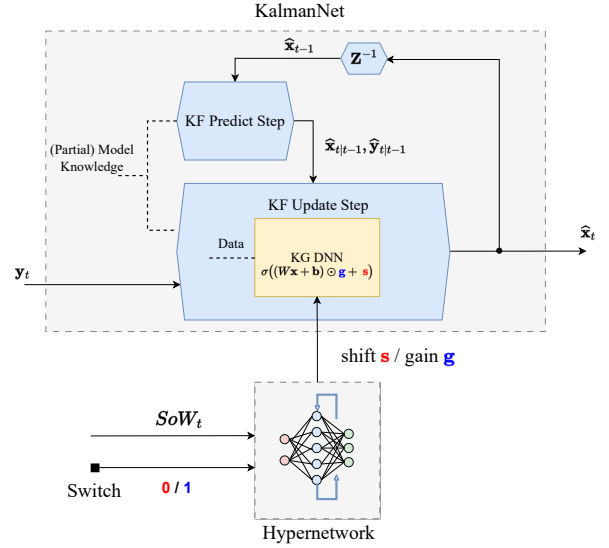 KalmanNet
x̂ₜ₋₁
Z⁻¹
KF Predict Step
(Partial) Model
Knowledge
x̂ₜ|ₜ₋₁, ŷₜ|ₜ₋₁
KF Update Step
Data
KG DNN
σ((Wx + b) ⊙ g + s)
x̂ₜ
yₜ
shift s / gain g
SoWₜ
Switch
0 / 1
Hypernetwork